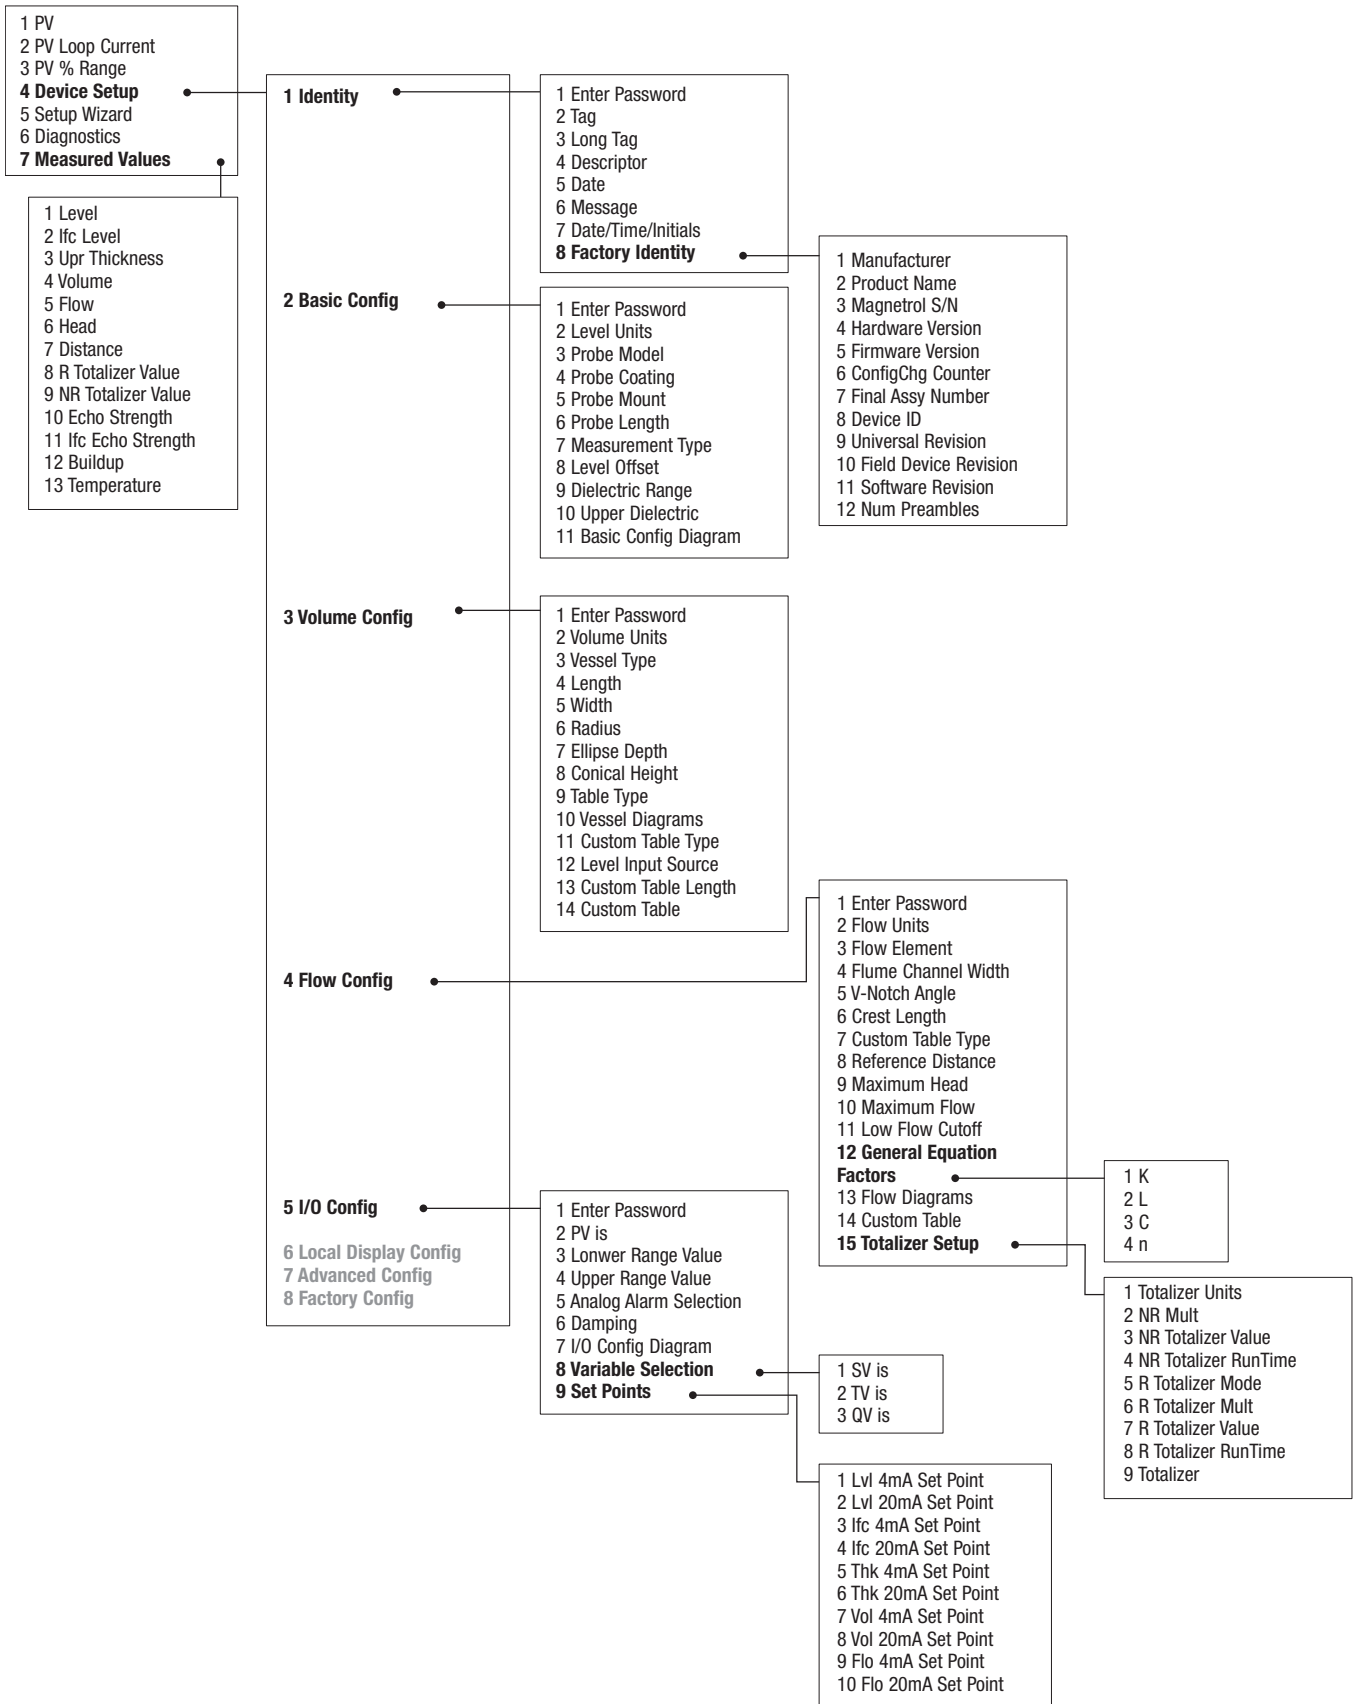 1 PV
2 PV Loop Current
3 PV % Range
4 Device Setup
5 Setup Wizard
6 Diagnostics
7 Measured Values
1 Level
2 Ifc Level
3 Upr Thickness
4 Volume
5 Flow
6 Head
7 Distance
8 R Totalizer Value
9 NR Totalizer Value
10 Echo Strength
11 Ifc Echo Strength
12 Buildup
13 Temperature
1 Identity
2 Basic Config
3 Volume Config
4 Flow Config
5 I/O Config
6 Local Display Config
7 Advanced Config
8 Factory Config
1 Enter Password
2 Tag
3 Long Tag
4 Descriptor
5 Date
6 Message
7 Date/Time/Initials
8 Factory Identity
1 Manufacturer
2 Product Name
3 Magnetrol S/N
4 Hardware Version
5 Firmware Version
6 ConfigChg Counter
7 Final Assy Number
8 Device ID
9 Universal Revision
10 Field Device Revision
11 Software Revision
12 Num Preambles
1 Enter Password
2 Level Units
3 Probe Model
4 Probe Coating
5 Probe Mount
6 Probe Length
7 Measurement Type
8 Level Offset
9 Dielectric Range
10 Upper Dielectric
11 Basic Config Diagram
1 Enter Password
2 Volume Units
3 Vessel Type
4 Length
5 Width
6 Radius
7 Ellipse Depth
8 Conical Height
9 Table Type
10 Vessel Diagrams
11 Custom Table Type
12 Level Input Source
13 Custom Table Length
14 Custom Table
1 Enter Password
2 Flow Units
3 Flow Element
4 Flume Channel Width
5 V-Notch Angle
6 Crest Length
7 Custom Table Type
8 Reference Distance
9 Maximum Head
10 Maximum Flow
11 Low Flow Cutoff
12 General Equation
Factors
13 Flow Diagrams
14 Custom Table
15 Totalizer Setup
1 K
2 L
3 C
4 n
1 Totalizer Units
2 NR Mult
3 NR Totalizer Value
4 NR Totalizer RunTime
5 R Totalizer Mode
6 R Totalizer Mult
7 R Totalizer Value
8 R Totalizer RunTime
9 Totalizer
1 Enter Password
2 PV is
3 Lonwer Range Value
4 Upper Range Value
5 Analog Alarm Selection
6 Damping
7 I/O Config Diagram
8 Variable Selection
9 Set Points
1 SV is
2 TV is
3 QV is
1 Lvl 4mA Set Point
2 Lvl 20mA Set Point
3 Ifc 4mA Set Point
4 Ifc 20mA Set Point
5 Thk 4mA Set Point
6 Thk 20mA Set Point
7 Vol 4mA Set Point
8 Vol 20mA Set Point
9 Flo 4mA Set Point
10 Flo 20mA Set Point